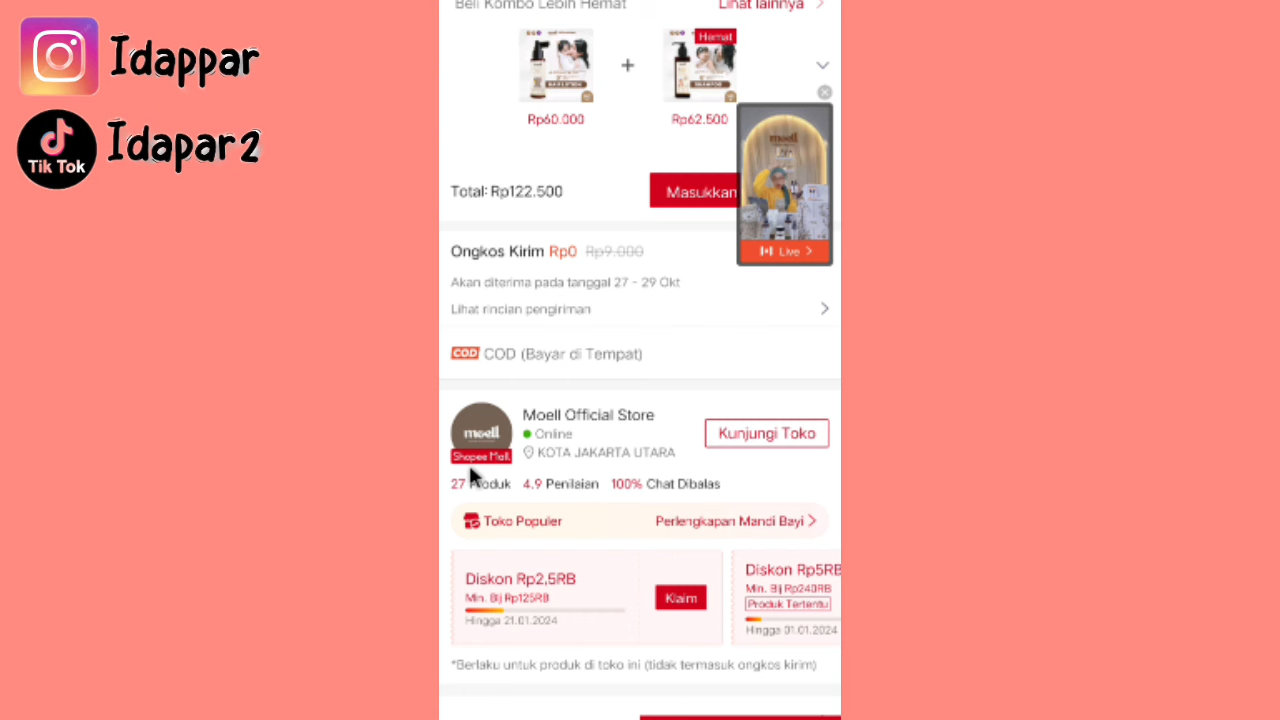 Idappar
Tik Tok
Idapar2
Beli Kombo Lebih Hemat
Lihat lainnya
Hemat
+
Rp60.000
Rp62.500
moell
Total: Rp122.500
Masukkan
Live
Ongkos Kirim Rp0 Rp9.000
Akan diterima pada tanggal 27 - 29 Okt
Lihat rincian pengiriman
COD COD (Bayar di Tempat)
moell
Shopee Mall
Moell Official Store
Online
KOTA JAKARTA UTARA
Kunjungi Toko
27 Produk 4.9 Penilaian 100% Chat Dibalas
Toko Populer
Perlengkapan Mandi Bayi
Diskon Rp2,5RB
Min. Blj Rp125RB
Hingga 21.01.2024
Klaim
Diskon Rp5RB
Min. Blj Rp240RB
Produk Tertentu
Hingga 01.01.2024
*Berlaku untuk produk di toko ini (tidak termasuk ongkos kirim)